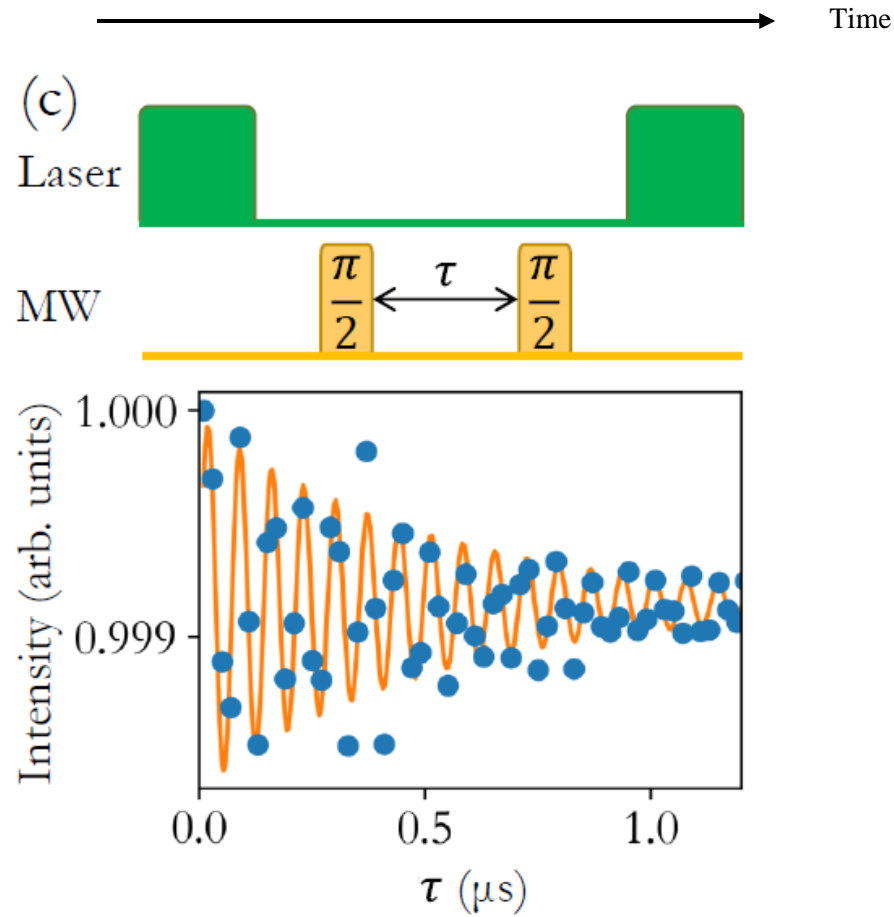 Time
(c)
Laser
τ
π
2
π
2
MW
Intensity (arb. units)
1.000
0.999
0.0
0.5
1.0
τ (μs)